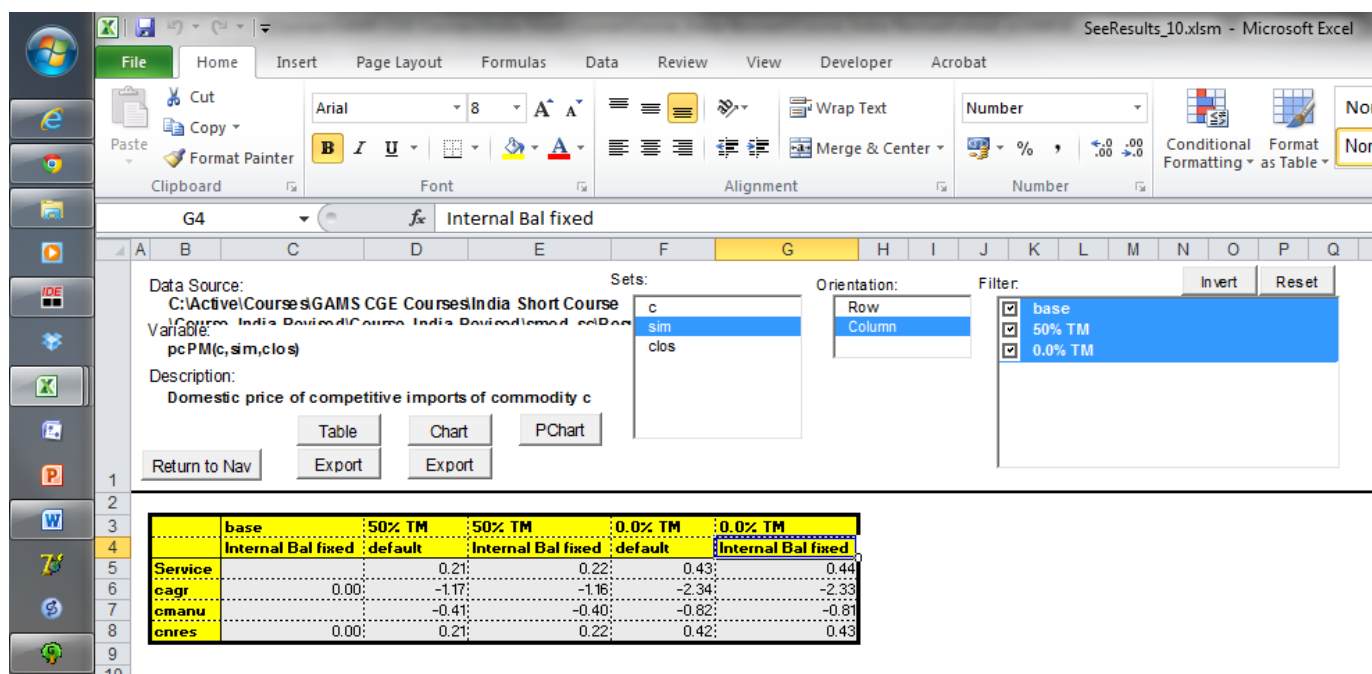 SeeResults_10.xlsm - Microsoft Excel
File Home Insert Page Layout Formulas Data Review View Developer Acrobat
Paste
Cut
Copy
Format Painter
Clipboard
Arial 8 A A
B I U A
Font
Wrap Text
Merge & Center
Alignment
Number
% , .0 .00 .00 .0
Number
Conditional Formatting
Format as Table
G4 fx Internal Bal fixed
A B C D E F G H I J K L M N O P Q
Data Source:
C:\Active\Courses\GAMS CGE Courses\India Short Course
Variable:
pcPM(c,sim,clos)
Description:
Domestic price of competitive imports of commodity c
Table Chart PChart
Return to Nav Export Export
Sets:
c
sim
clos
Orientation:
Row
Column
Filter:
Invert Reset
base
50% TM
0.0% TM
1
2
3 base 50% TM 50% TM 0.0% TM 0.0% TM
4 Internal Bal fixed default Internal Bal fixed default Internal Bal fixed
5 Service 0.21 0.22 0.43 0.44
6 cagr 0.00 -1.17 -1.16 -2.34 -2.33
7 cmanu -0.41 -0.40 -0.82 -0.81
8 cnres 0.00 0.21 0.22 0.42 0.43
9
10